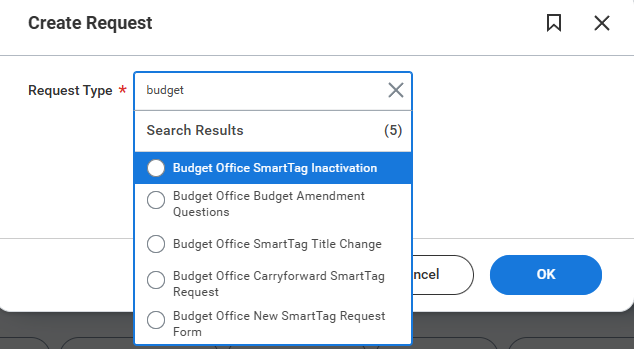 Create Request
Request Type *
budget
Search Results (5)
Budget Office SmartTag Inactivation
Budget Office Budget Amendment
Questions
Budget Office SmartTag Title Change
Budget Office Carryforward SmartTag
Request
Budget Office New SmartTag Request
Form
ncel
OK